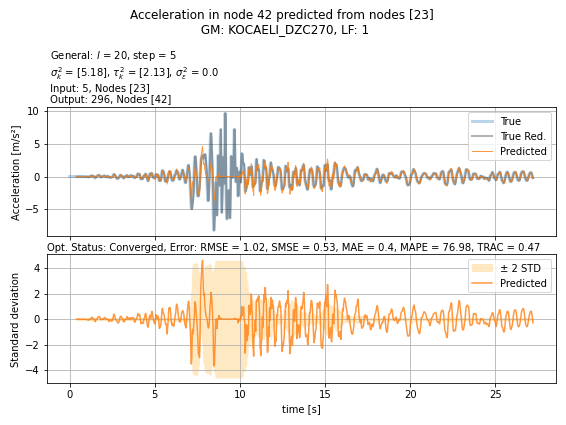 Acceleration in node 42 predicted from nodes [23]
GM: KOCAELI_DZC270, LF: 1
General: l = 20, step = 5
σ²ₖ = [5.18], τ²ₖ = [2.13], σ²ε = 0.0
Input: 5, Nodes [23]
Output: 296, Nodes [42]
Acceleration [m/s²]
10
5
0
−5
True
True Red.
Predicted
Opt. Status: Converged, Error: RMSE = 1.02, SMSE = 0.53, MAE = 0.4, MAPE = 76.98, TRAC = 0.47
Standard deviation
4
2
0
−2
−4
± 2 STD
Predicted
0 5 10 15 20 25
time [s]